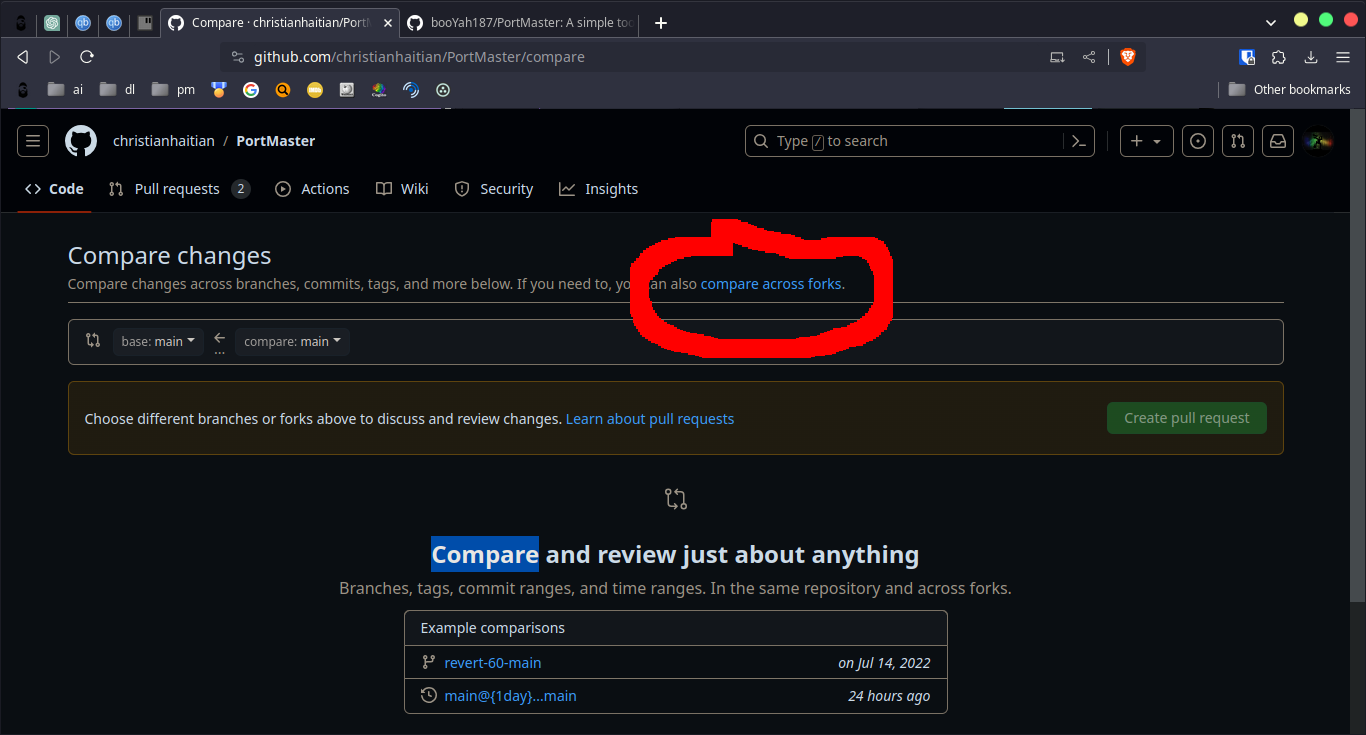 Compare · christianhaitian/Port
booYah187/PortMaster: A simple too
github.com/christianhaitian/PortMaster/compare
ai
dl
pm
Other bookmarks
christianhaitian / PortMaster
Type / to search
Code
Pull requests 2
Actions
Wiki
Security
Insights
Compare changes
Compare changes across branches, commits, tags, and more below. If you need to, an also compare across forks.
base: main
...
compare: main
Choose different branches or forks above to discuss and review changes. Learn about pull requests
Create pull request
Compare and review just about anything
Branches, tags, commit ranges, and time ranges. In the same repository and across forks.
Example comparisons
revert-60-main on Jul 14, 2022
main@{1day}...main 24 hours ago